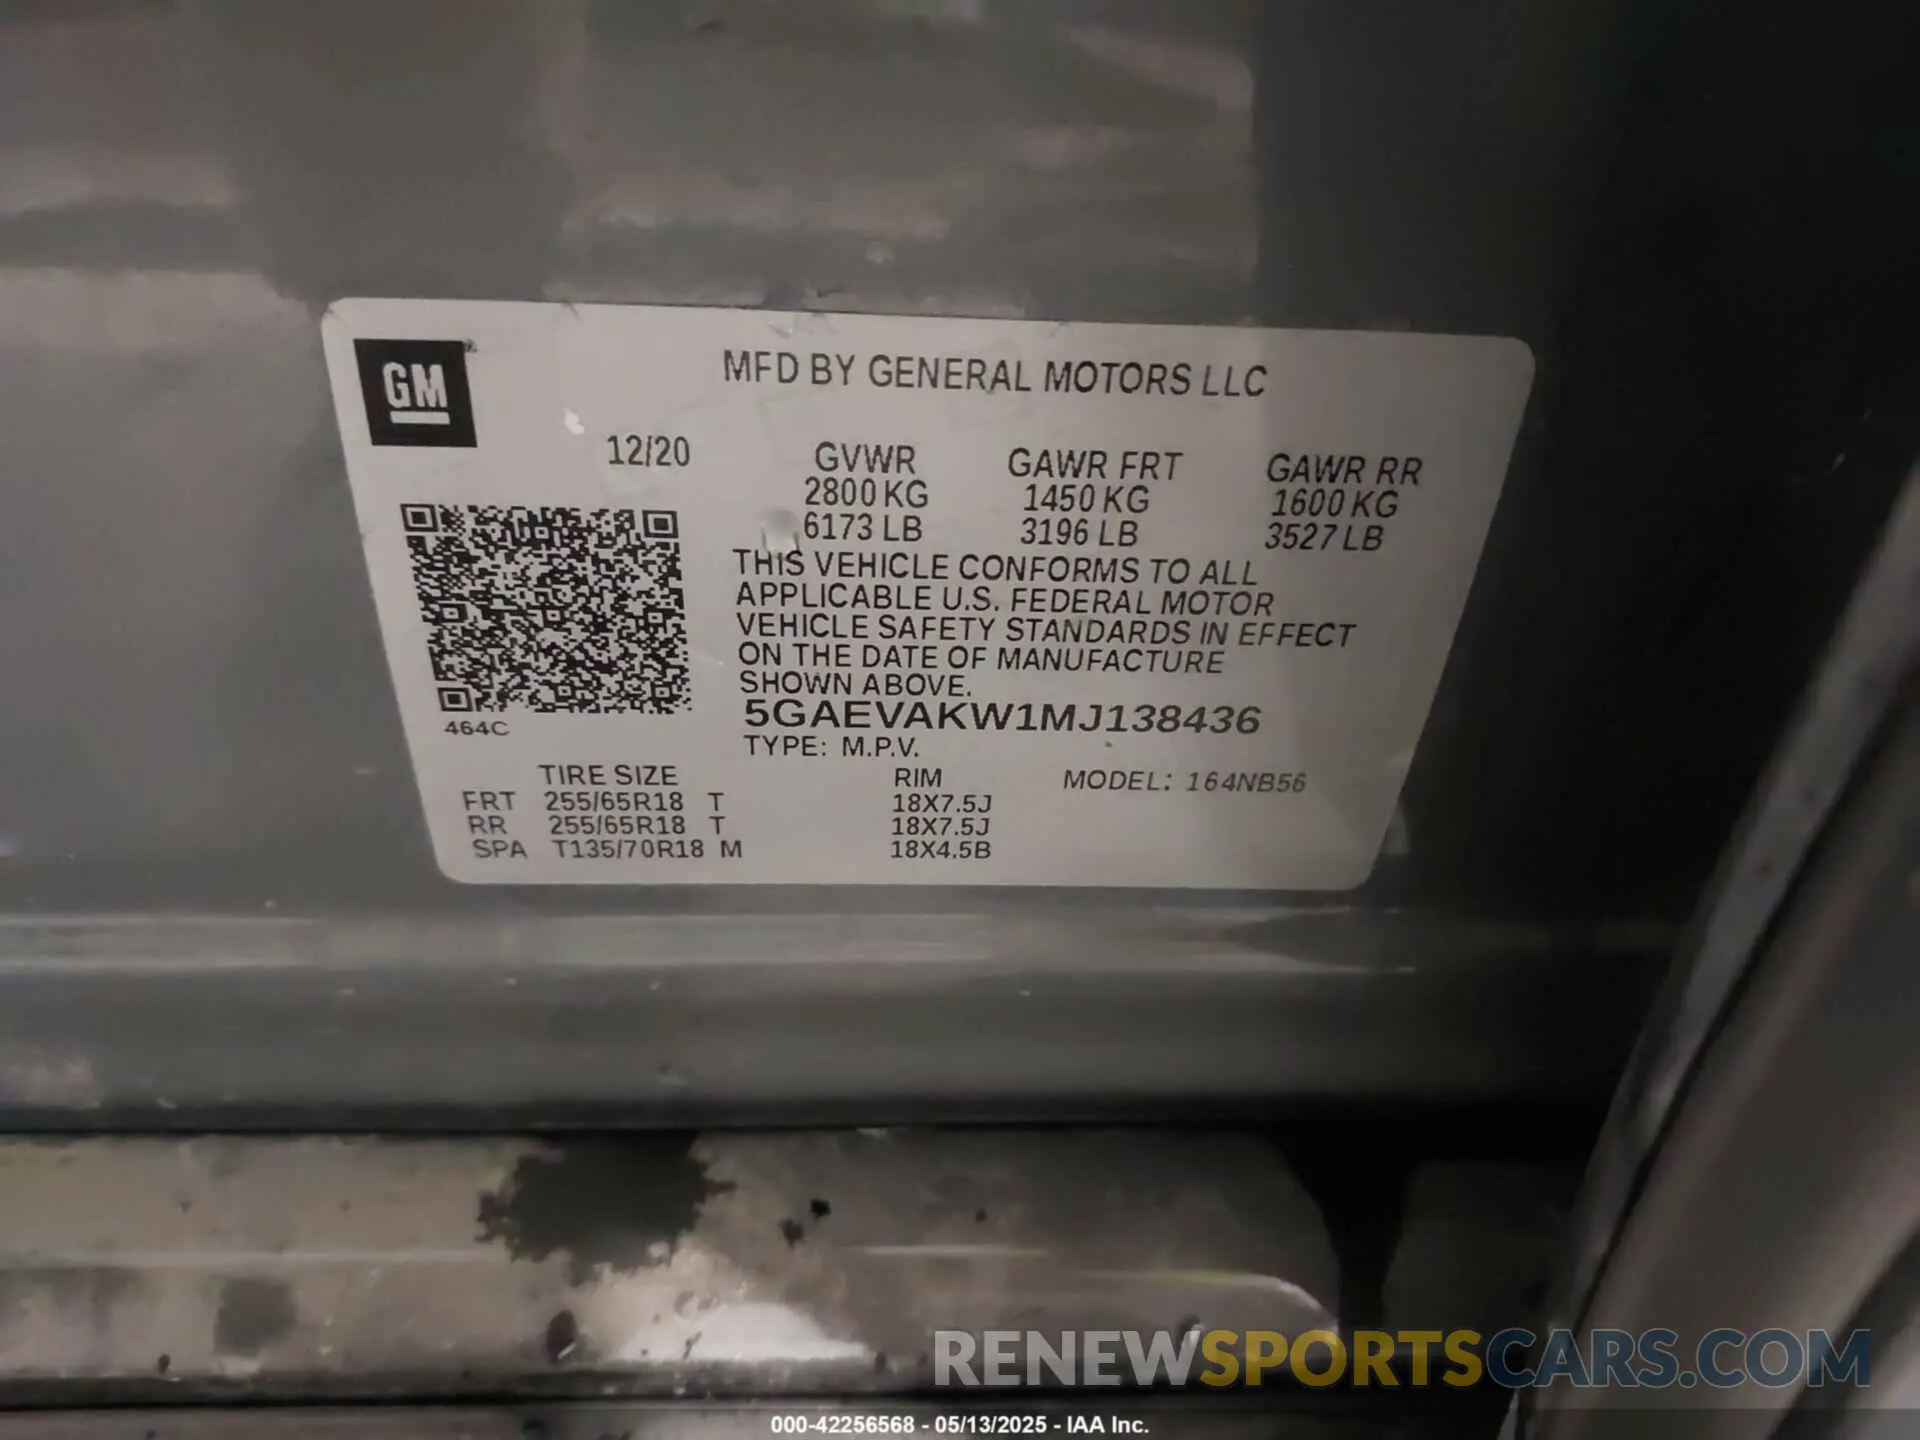 GM
MFD BY GENERAL MOTORS LLC
12/20
GVWR GAWR FRT GAWR RR
2800 KG 1450 KG 1600 KG
6173 LB 3196 LB 3527 LB
THIS VEHICLE CONFORMS TO ALL
APPLICABLE U.S. FEDERAL MOTOR
VEHICLE SAFETY STANDARDS IN EFFECT
ON THE DATE OF MANUFACTURE
SHOWN ABOVE.
5GAEVAKW1MJ138436
464C
TYPE: M.P.V.
TIRE SIZE RIM MODEL: 164NB56
FRT 255/65R18 T 18X7.5J
RR 255/65R18 T 18X7.5J
SPA T135/70R18 M 18X4.5B
RENEWSPORTSCARS.COM
000-42256568 - 05/13/2025 - IAA Inc.